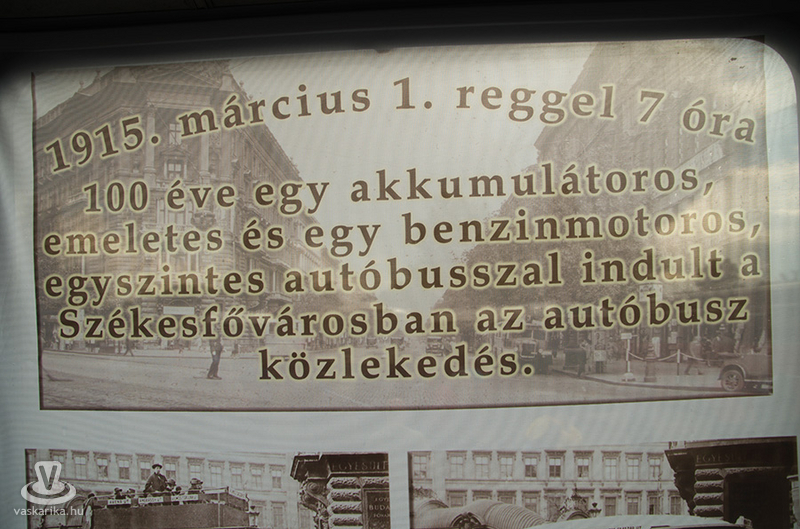 1915. március 1. reggel 7 óra
100 éve egy akkumulátoros,
emeletes és egy benzinmotoros,
egyszintes autóbusszal indult a
Székesfővárosban az autóbusz
közlekedés.
vaskarika.hu